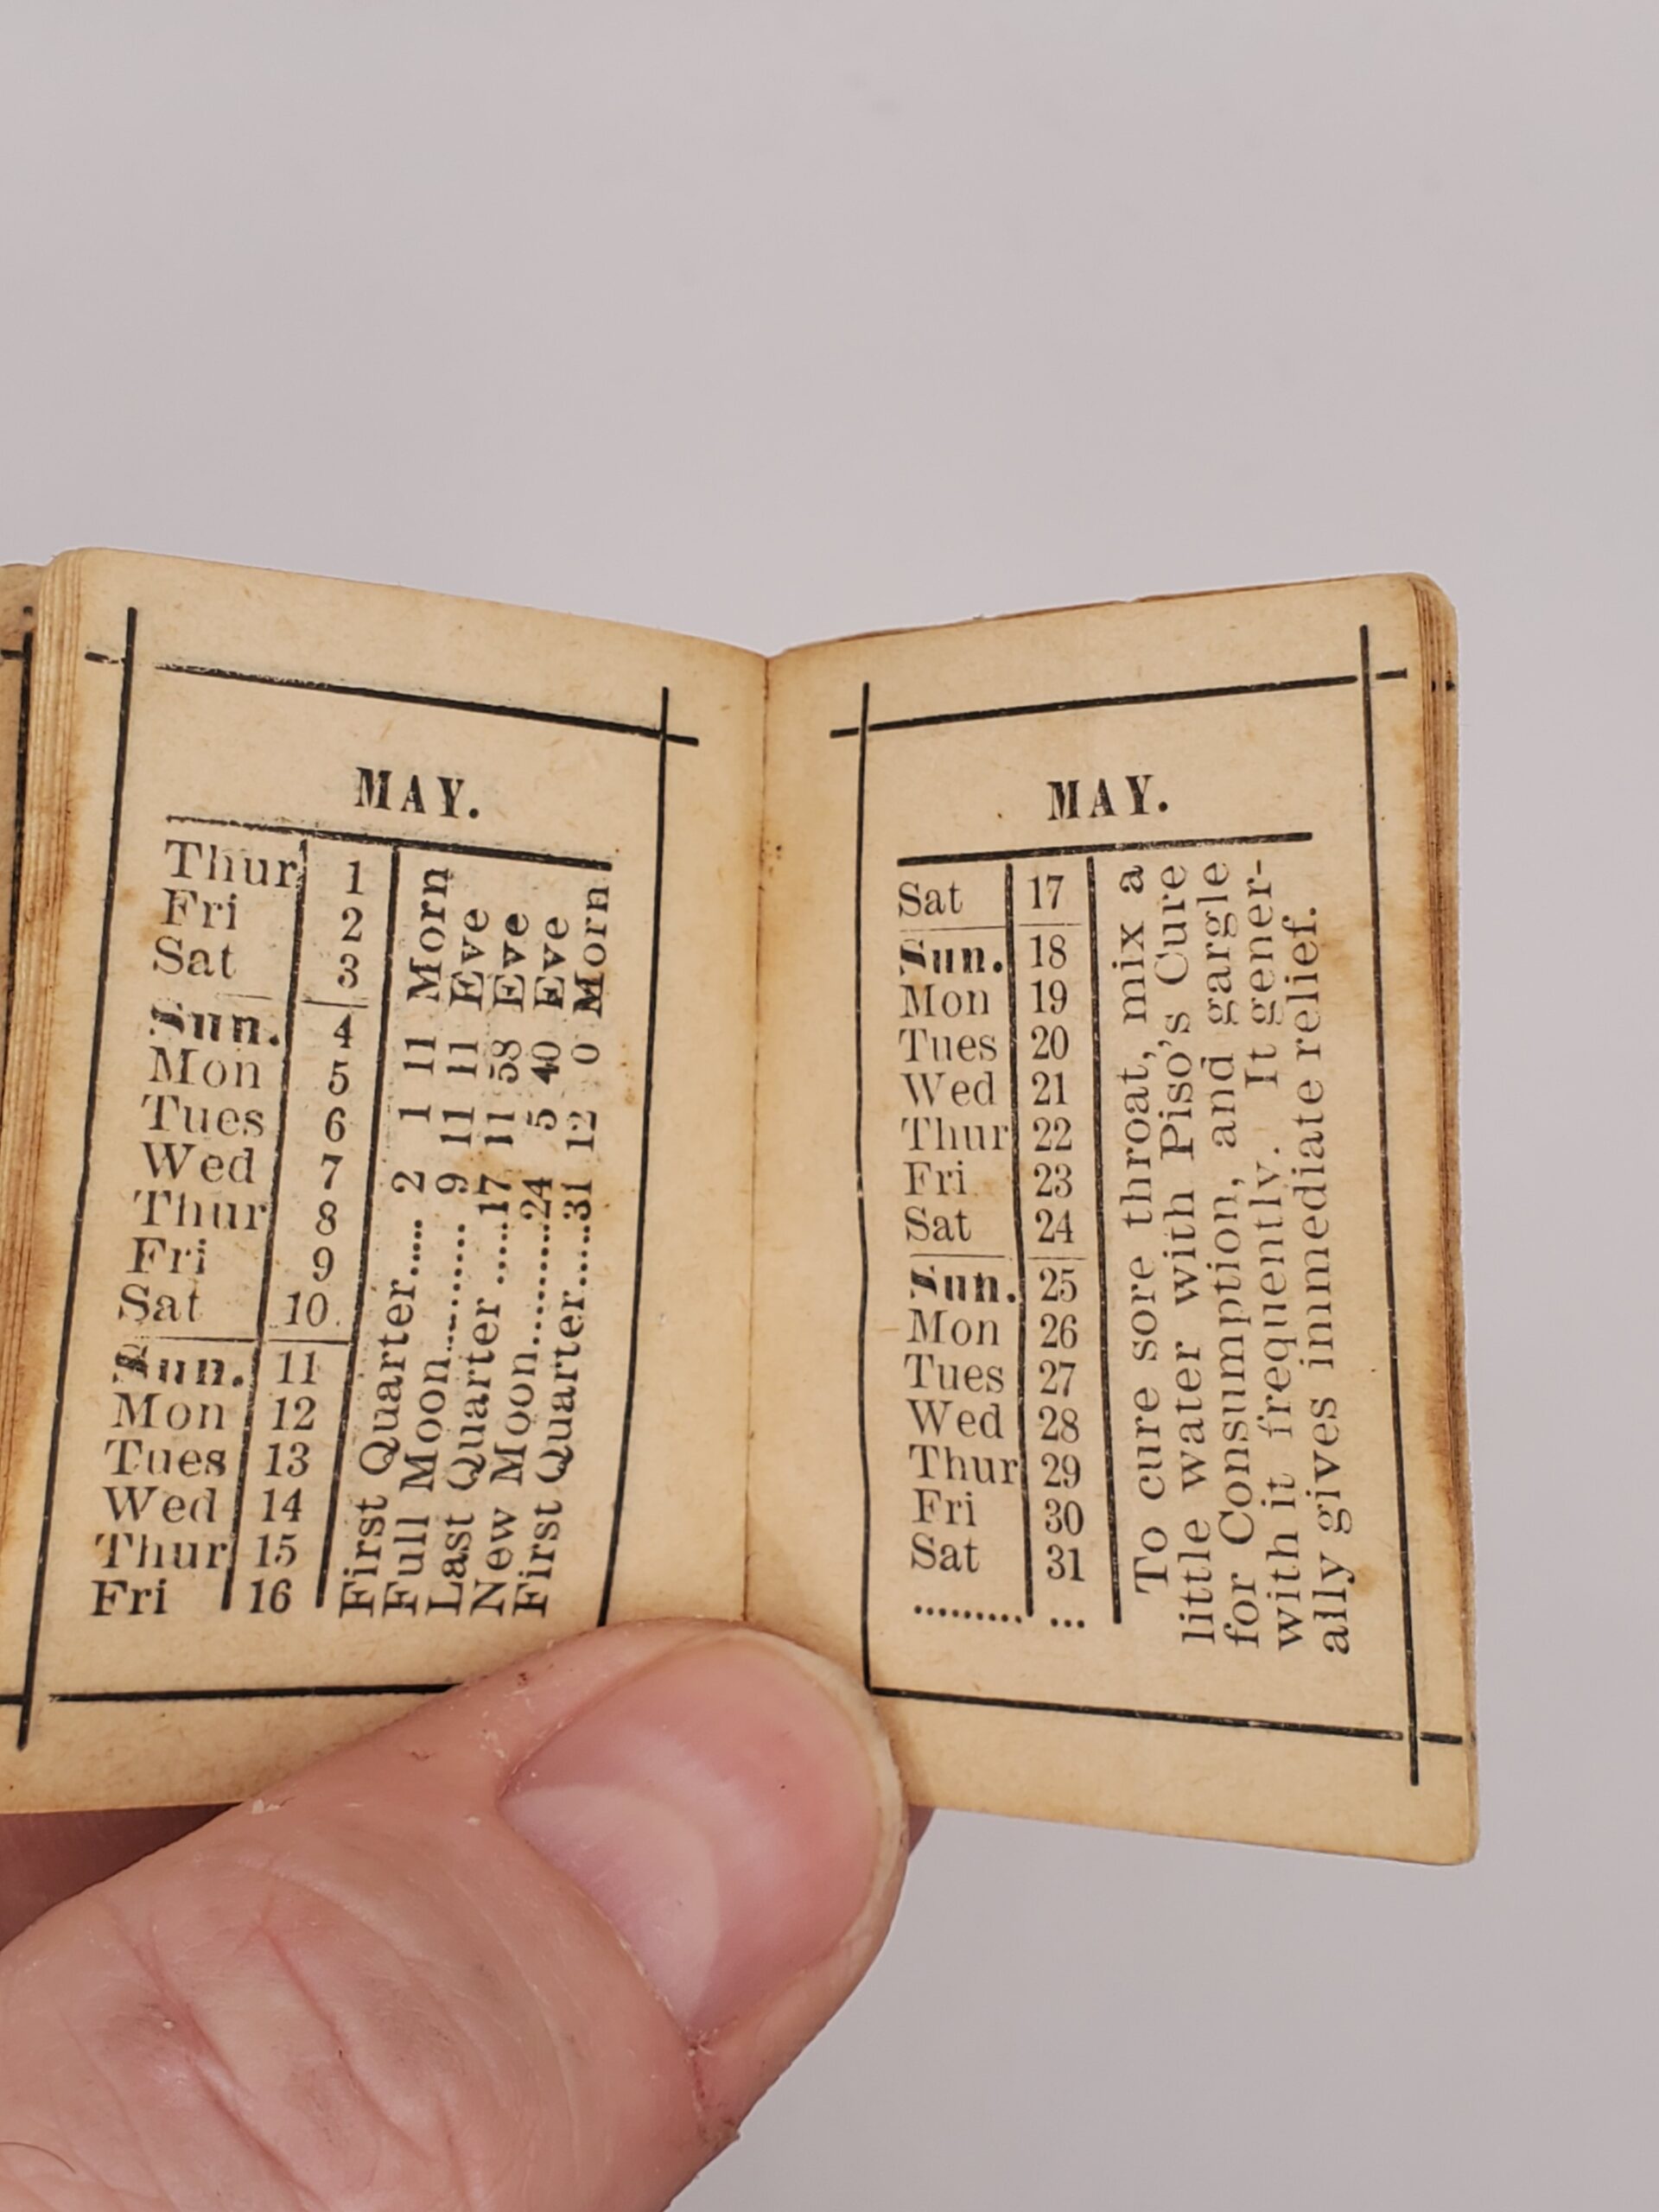 MAY.
Thur 1
Fri 2
Sat 3
Sun. 4
Mon 5
Tues 6
Wed 7
Thur 8
Fri 9
Sat 10
Sun. 11
Mon 12
Tues 13
Wed 14
Thur 15
Fri 16
First Quarter..... 2 1 11 Morn
Full Moon.......... 9 11 11 Eve
Last Quarter .....17 11 58 Eve
New Moon..........24 5 40 Eve
First Quarter.....31 12 0 Morn
MAY.
Sat 17
Sun. 18
Mon 19
Tues 20
Wed 21
Thur 22
Fri 23
Sat 24
Sun. 25
Mon 26
Tues 27
Wed 28
Thur 29
Fri 30
Sat 31
.......... ...
To cure sore throat, mix a
little water with Piso's Cure
for Consumption, and gargle
with it frequently. It gener-
ally gives immediate relief.